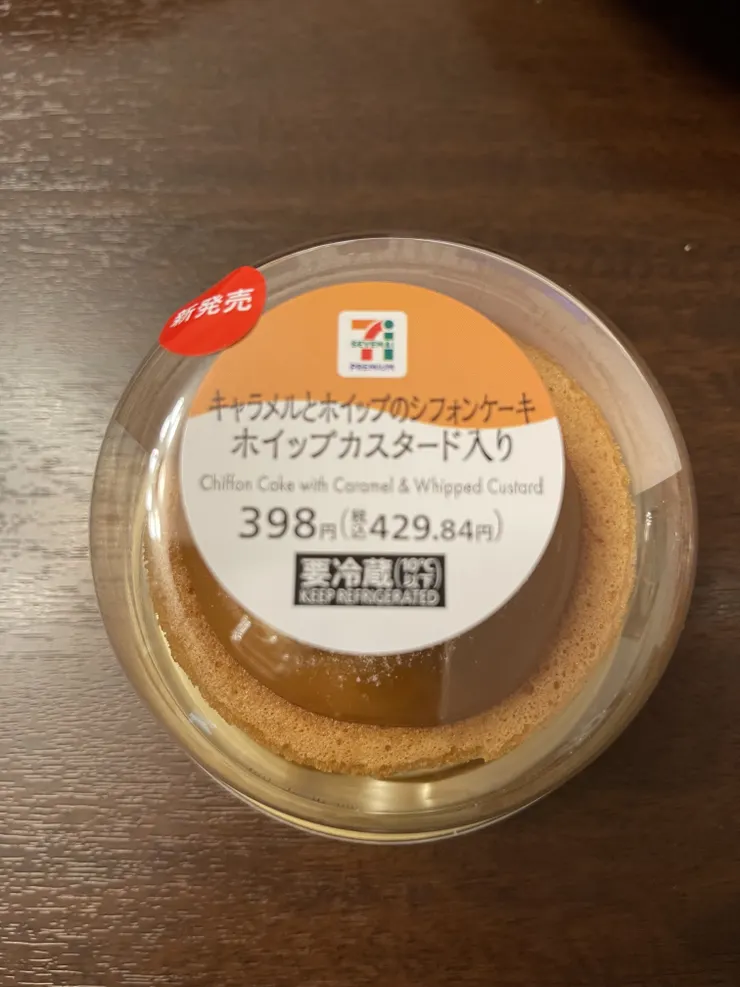 新発売
SEVEN&i
PREMIUM
キャラメルとホイップのシフォンケーキ
ホイップカスタード入り
Chiffon Cake with Caramel & Whipped Custard
398円(税込429.84円)
要冷蔵(10℃以下)
KEEP REFRIGERATED